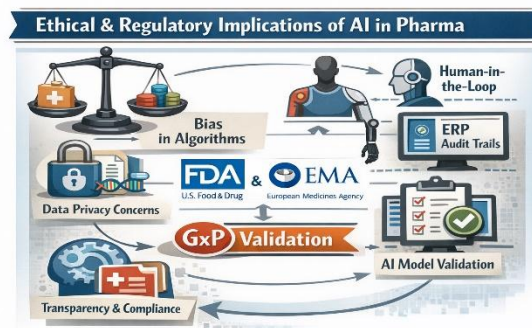 Ethical & Regulatory Implications of AI in Pharma
Human-in-
the-Loop
Bias
in Algorithms
ERP
Audit Trails
FDA
U.S. Food & Drug
&
EMA
European Medicines Agency
Data Privacy Concerns
GxP Validation
AI Model Validation
Transparency & Compliance